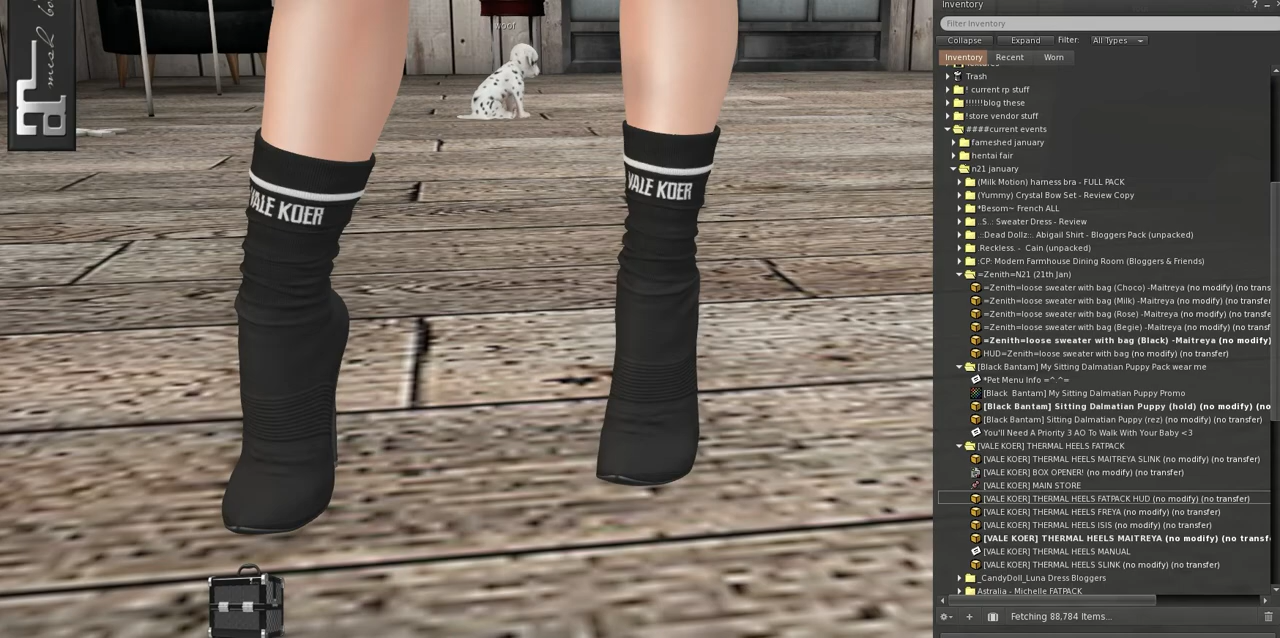 Inventory
? _ ×
Filter Inventory
Collapse Expand Filter: All Types
Inventory Recent Worn
Textures
Trash
! current rp stuff
!!!!!!blog these
!store vendor stuff
####current events
fameshed january
hentai fair
n21 january
(Milk Motion) harness bra - FULL PACK
(Yummy) Crystal Bow Set - Review Copy
*Besom~ French ALL
.:S.: Sweater Dress - Review
.::Dead Dollz::. Abigail Shirt - Bloggers Pack (unpacked)
.Reckless. - Cain (unpacked)
:CP: Modern Farmhouse Dining Room (Bloggers & Friends)
=Zenith=N21 (21th Jan)
=Zenith=loose sweater with bag (Choco) -Maitreya (no modify) (no trans
=Zenith=loose sweater with bag (Milk) -Maitreya (no modify) (no transfe
=Zenith=loose sweater with bag (Rose) -Maitreya (no modify) (no transf
=Zenith=loose sweater with bag (Begie) -Maitreya (no modify) (no transf
=Zenith=loose sweater with bag (Black) -Maitreya (no modify)
HUD=Zenith=loose sweater with bag (no modify) (no transfer)
[Black Bantam] My Sitting Dalmatian Puppy Pack wear me
*Pet Menu Info =^.^=
[Black Bantam] My Sitting Dalmatian Puppy Promo
[Black Bantam] Sitting Dalmatian Puppy (hold) (no modify) (no
[Black Bantam] Sitting Dalmatian Puppy (rez) (no modify) (no transfer)
You'll Need A Priority 3 AO To Walk With Your Baby <3
[VALE KOER] THERMAL HEELS FATPACK
[VALE KOER] THERMAL HEELS MAITREYA SLINK (no modify) (no transfer)
[VALE KOER] BOX OPENER! (no modify) (no transfer)
[VALE KOER] MAIN STORE
[VALE KOER] THERMAL HEELS FATPACK HUD (no modify) (no transfer)
[VALE KOER] THERMAL HEELS FREYA (no modify) (no transfer)
[VALE KOER] THERMAL HEELS ISIS (no modify) (no transfer)
[VALE KOER] THERMAL HEELS MAITREYA (no modify) (no transf
[VALE KOER] THERMAL HEELS MANUAL
[VALE KOER] THERMAL HEELS SLINK (no modify) (no transfer)
_CandyDoll_Luna Dress Bloggers
Astralia - Michelle FATPACK
Fetching 88,784 items...
woof
VALE KOER
VALE KOER
mesh